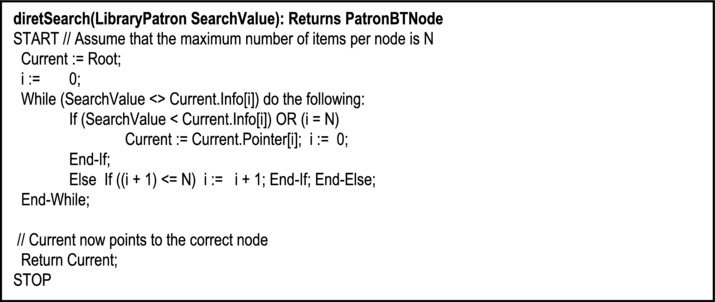 diretSearch(LibraryPatron SearchValue): Returns PatronBTNode
START // Assume that the maximum number of items per node is N
Current := Root;
i := 0;
While (SearchValue <> Current.Info[i]) do the following:
If (SearchValue < Current.Info[i]) OR (i = N)
Current := Current.Pointer[i]; i := 0;
End-If;
Else If ((i + 1) <= N) i := i + 1; End-If; End-Else;
End-While;
// Current now points to the correct node
Return Current;
STOP